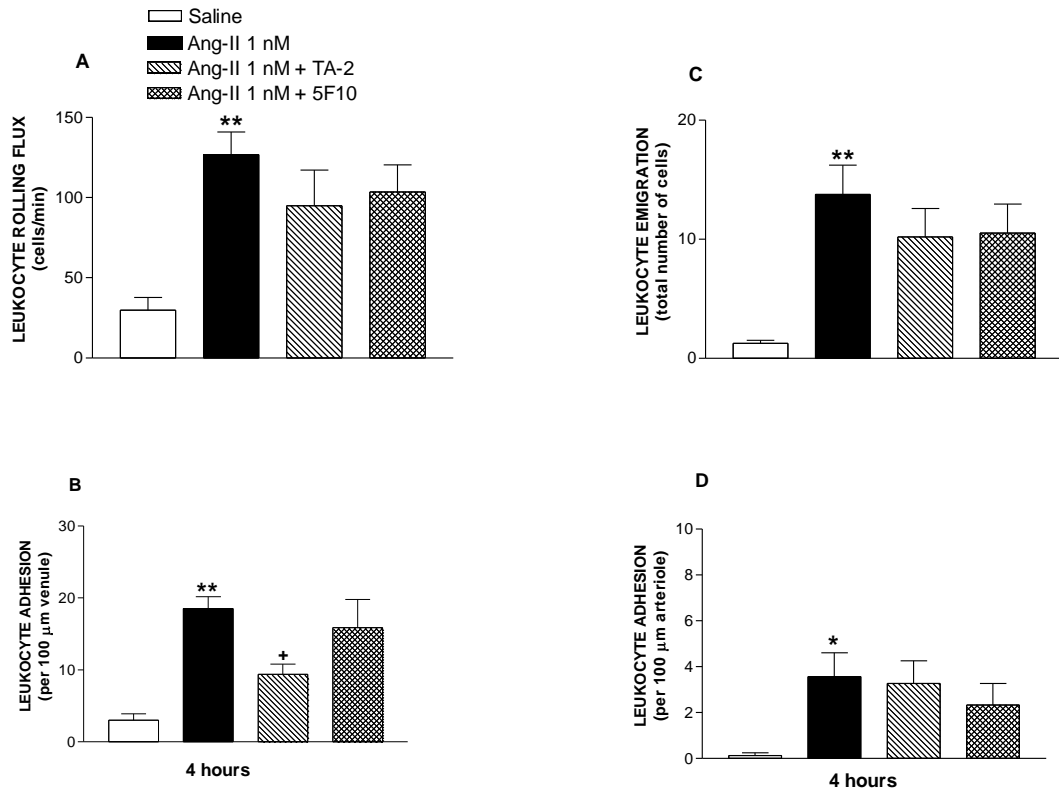 Saline
Ang-II 1 nM
Ang-II 1 nM + TA-2
Ang-II 1 nM + 5F10
A
LEUKOCYTE ROLLING FLUX
(cells/min)
150
100
50
0
**
C
LEUKOCYTE EMIGRATION
(total number of cells)
20
10
0
**
B
LEUKOCYTE ADHESION
(per 100 µm venule)
30
20
10
0
**
+
4 hours
D
LEUKOCYTE ADHESION
(per 100 µm arteriole)
10
8
6
4
2
0
*
4 hours